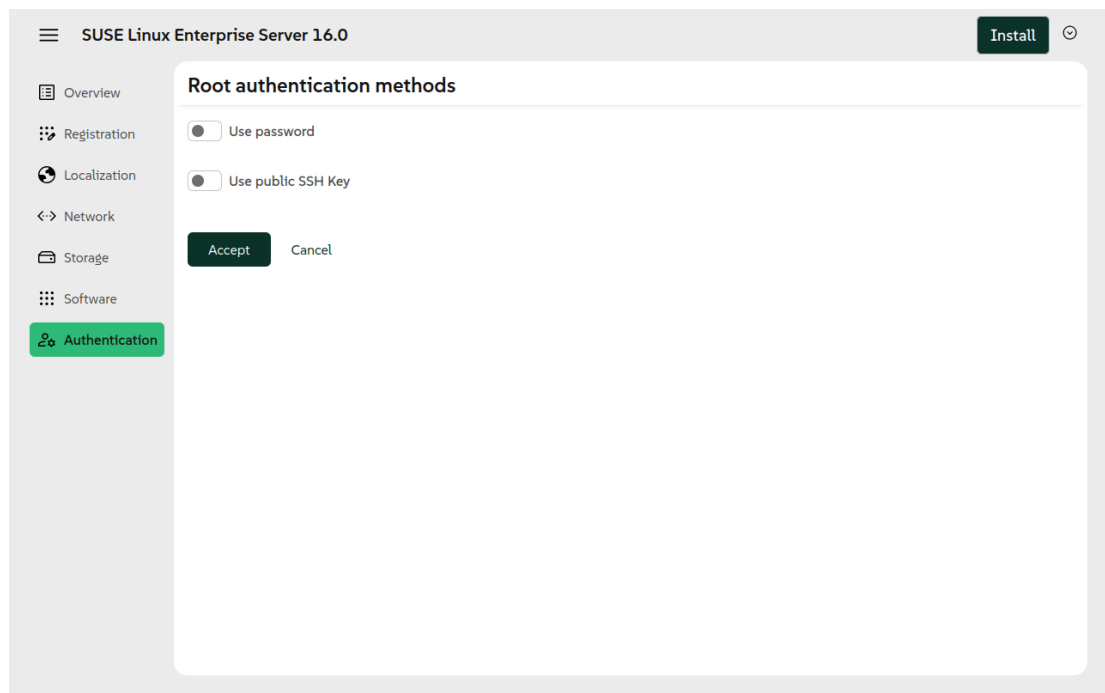 SUSE Linux Enterprise Server 16.0
Install
Overview
Registration
Localization
Network
Storage
Software
Authentication
Root authentication methods
Use password
Use public SSH Key
Accept
Cancel